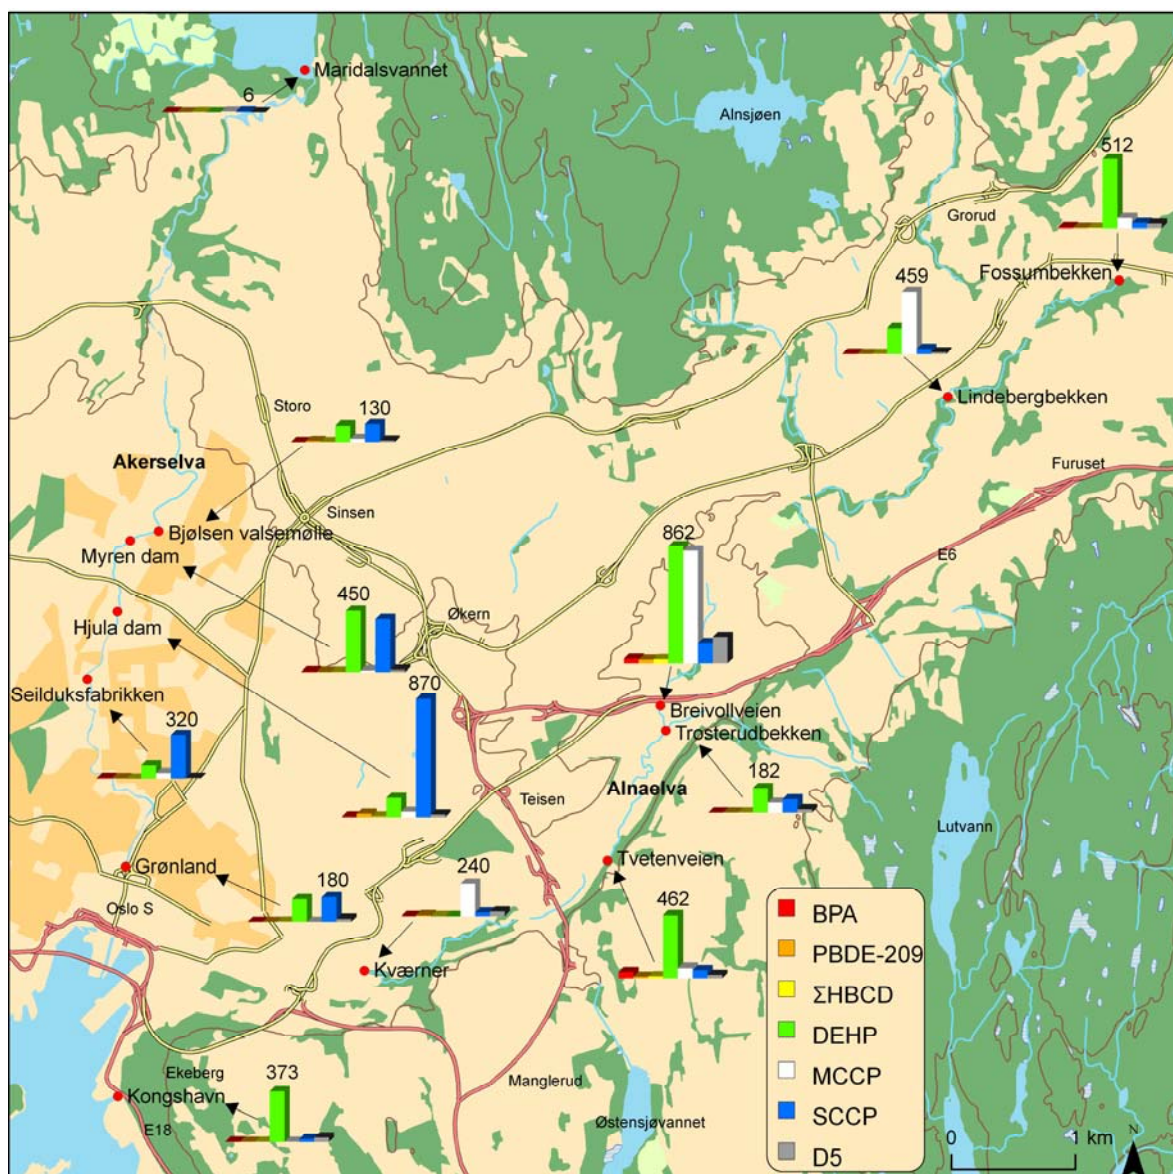 6
Maridalsvannet
Alnsjøen
512
Grorud
Fossumbekken
459
Lindebergbekken
Storo
130
Akerselva
Furuset
Sinsen
Bjølsen valsemølle
Myren dam
862
E6
450
Økern
Hjula dam
Seilduksfabrikken
870
Breivollveien
Trosterudbekken
320
182
Alnaelva
Teisen
Lutvann
Tvetenveien
Grønland
240
180
Oslo S
462
BPA
PBDE-209
Kværner
ΣHBCD
DEHP
373
Ekeberg
MCCP
Manglerud
Kongshavn
SCCP
Østensjøvannet
E18
D5
0 1 km
N